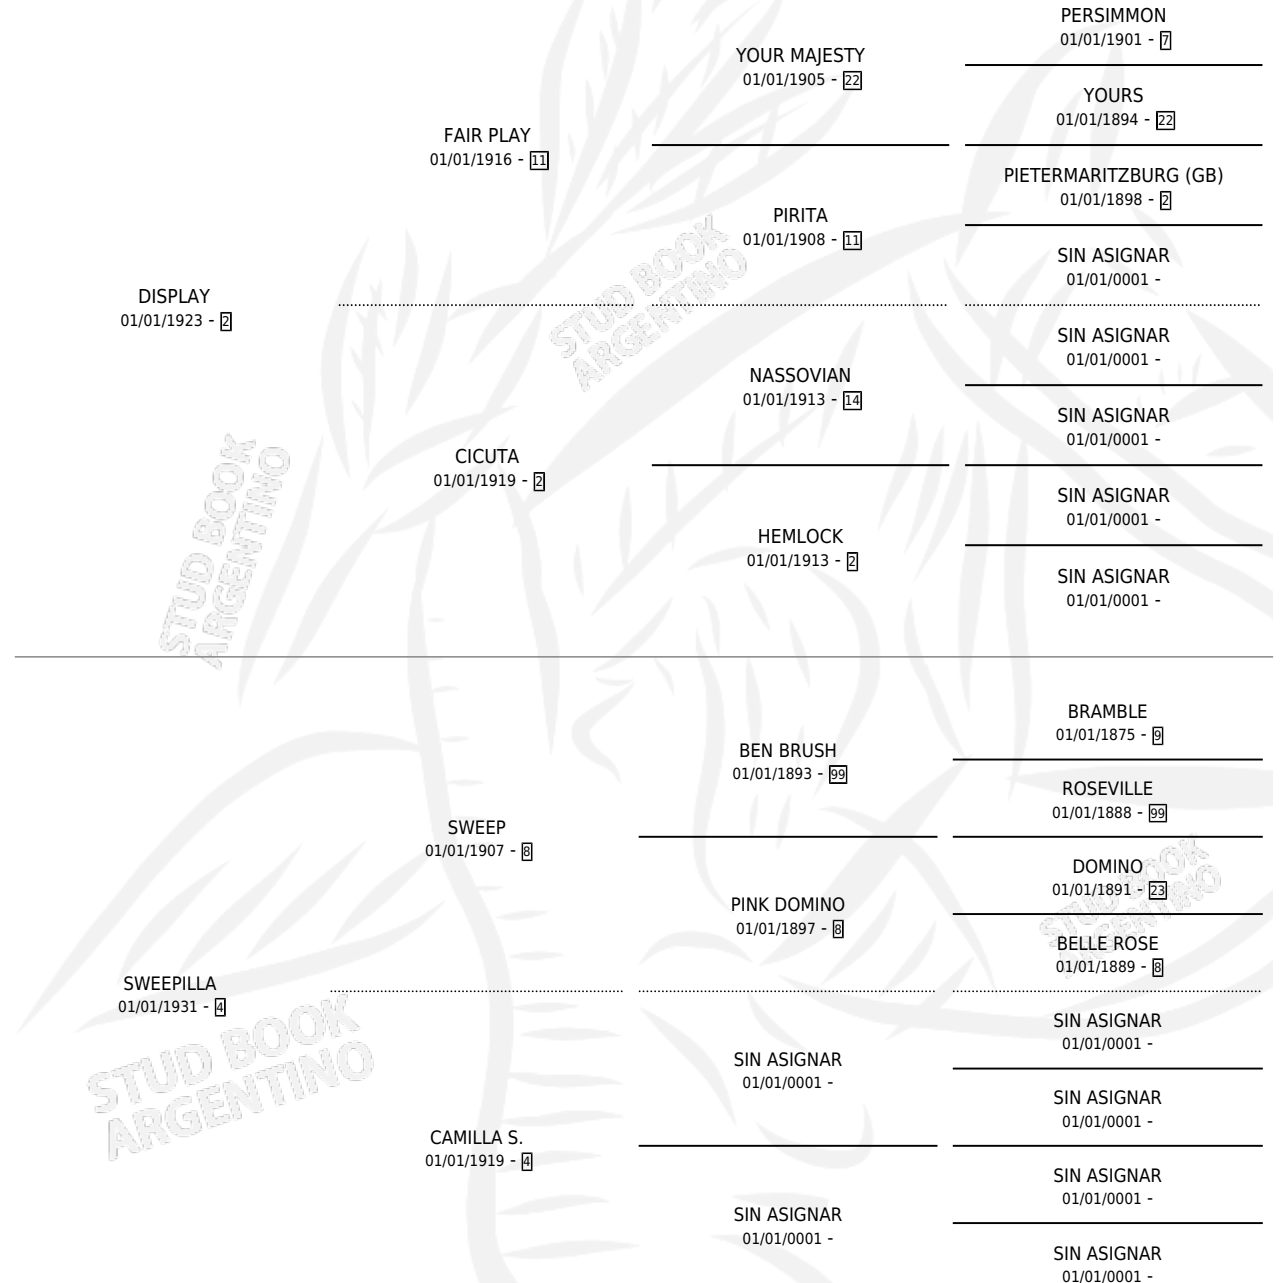 PERSIMMON
01/01/1901 - 7
YOUR MAJESTY
01/01/1905 - 22
YOURS
01/01/1894 - 22
FAIR PLAY
01/01/1916 - 11
PIETERMARITZBURG (GB)
01/01/1898 - 2
PIRITA
01/01/1908 - 11
SIN ASIGNAR
01/01/0001 -
DISPLAY
01/01/1923 - 2
SIN ASIGNAR
01/01/0001 -
NASSOVIAN
01/01/1913 - 14
SIN ASIGNAR
01/01/0001 -
CICUTA
01/01/1919 - 2
SIN ASIGNAR
01/01/0001 -
HEMLOCK
01/01/1913 - 2
SIN ASIGNAR
01/01/0001 -
STUD BOOK
ARGENTINO
STUD BOOK
ARGENTINO
BRAMBLE
01/01/1875 - 9
BEN BRUSH
01/01/1893 - 99
ROSEVILLE
01/01/1888 - 99
SWEEP
01/01/1907 - 8
DOMINO
01/01/1891 - 23
PINK DOMINO
01/01/1897 - 8
BELLE ROSE
01/01/1889 - 8
STUD BOOK
ARGENTINO
SWEEPILLA
01/01/1931 - 4
SIN ASIGNAR
01/01/0001 -
SIN ASIGNAR
01/01/0001 -
SIN ASIGNAR
01/01/0001 -
CAMILLA S.
01/01/1919 - 4
SIN ASIGNAR
01/01/0001 -
SIN ASIGNAR
01/01/0001 -
SIN ASIGNAR
01/01/0001 -
STUD BOOK
ARGENTINO